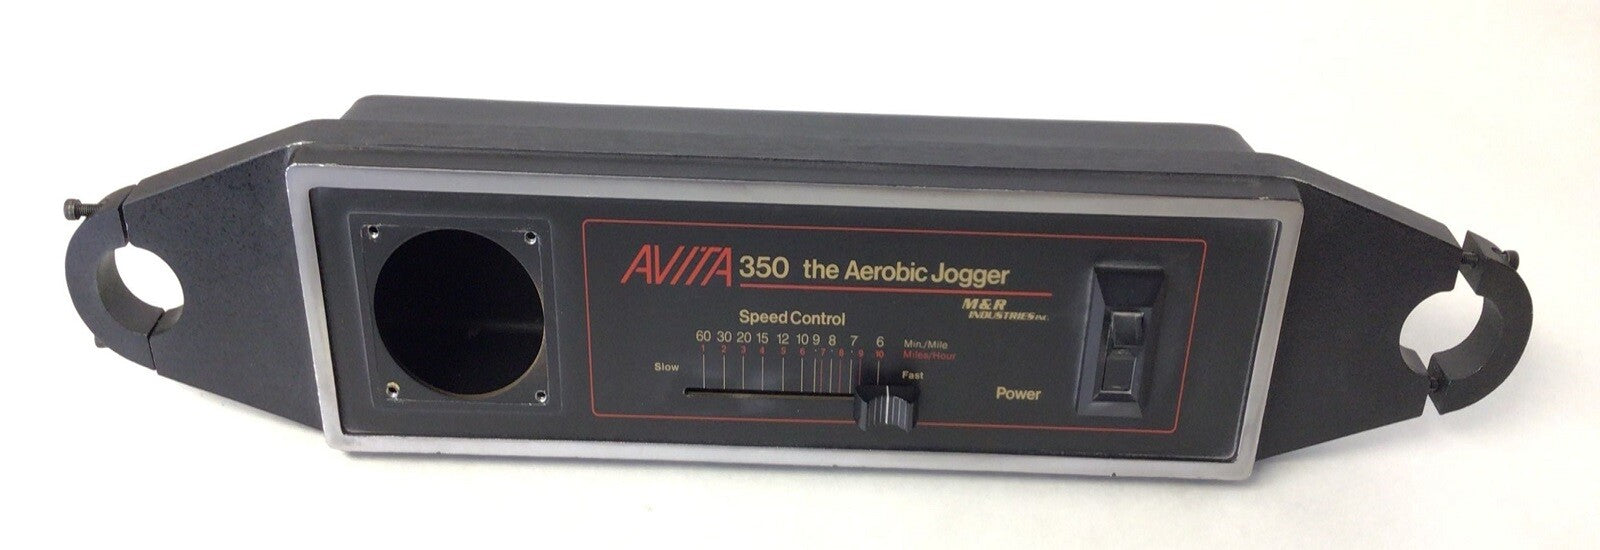 AVITA 350 the Aerobic Jogger
M&R
INDUSTRIES INC.
Speed Control
60 30 20 15 12 10 9 8 7 6 Min./Mile
1 2 3 4 5 6 7 8 9 10 Miles/Hour
Slow Fast
Power